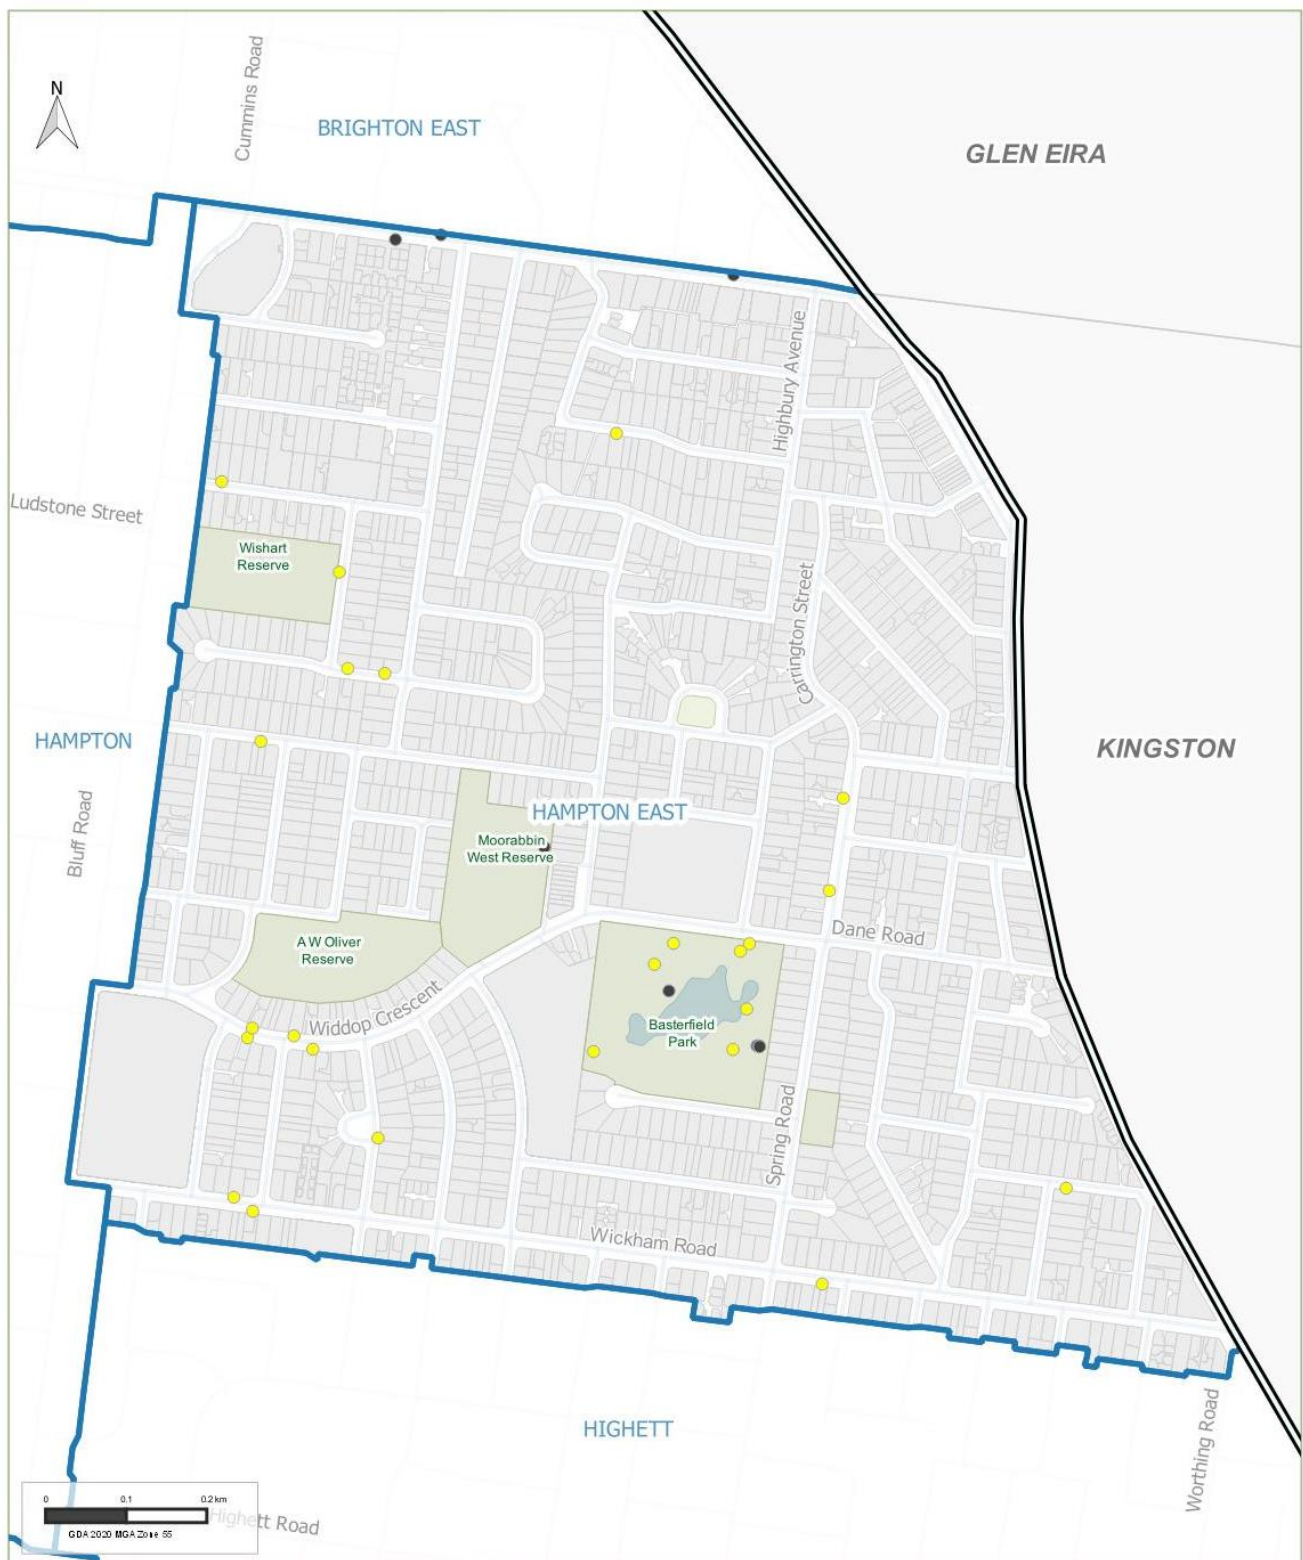 Cummins Road
N
BRIGHTON EAST
GLEN EIRA
Highbury Avenue
Ludstone Street
Wishart
Reserve
Carrington Street
HAMPTON
KINGSTON
Bluff Road
HAMPTON EAST
Moorabbin
West Reserve
Dane Road
A W Oliver
Reserve
Widdop Crescent
Basterfield
Park
Spring Road
Wickham Road
HIGHETT
Worthing Road
0 0.1 0.2 km
GDA 2020 MGA Zone 55
Highett Road